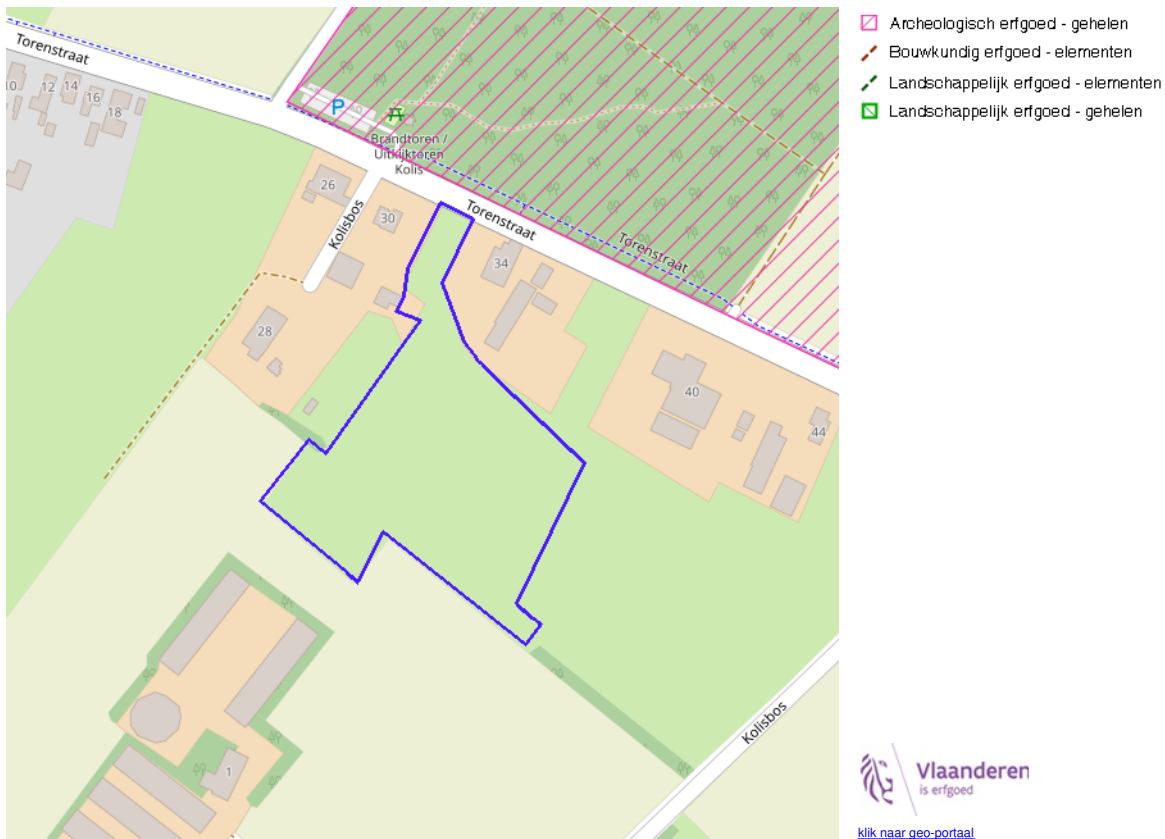 Torenstraat
12
14
16
18
P
Brandtoren /
Uitkijktoren
Kolis
26
30
Kolisbos
Torenstraat
Torenstraat
34
28
40
44
1
Kolisbos
Archeologisch erfgoed - gehelen
Bouwkundig erfgoed - elementen
Landschappelijk erfgoed - elementen
Landschappelijk erfgoed - gehelen
Vlaanderen
is erfgoed
klik naar geo-portaal